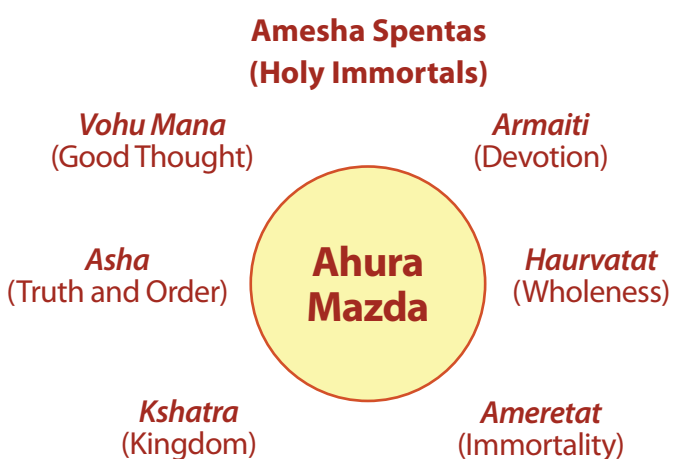 Amesha Spentas
(Holy Immortals)
Vohu Mana
(Good Thought)
Armaiti
(Devotion)
Asha
(Truth and Order)
Ahura
Mazda
Haurvatat
(Wholeness)
Kshatra
(Kingdom)
Ameretat
(Immortality)